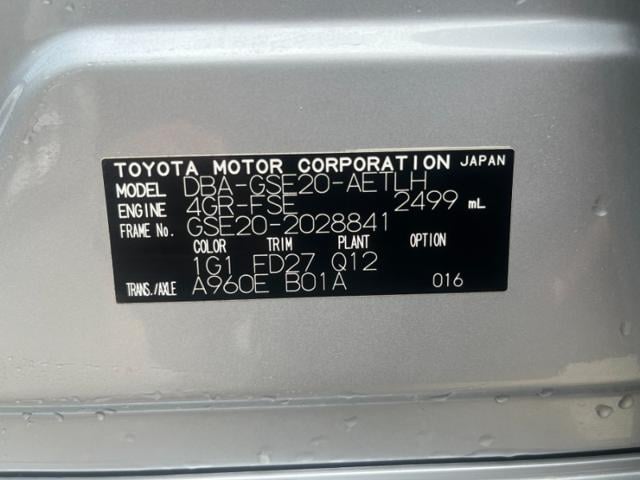 TOYOTA MOTOR CORPORATION JAPAN
MODEL DBA-GSE20-AETLH
ENGINE 4GR-FSE 2499 mL
FRAME No. GSE20-2028841
COLOR TRIM PLANT OPTION
1G1 FD27 Q12
TRANS./AXLE A960E B01A 016